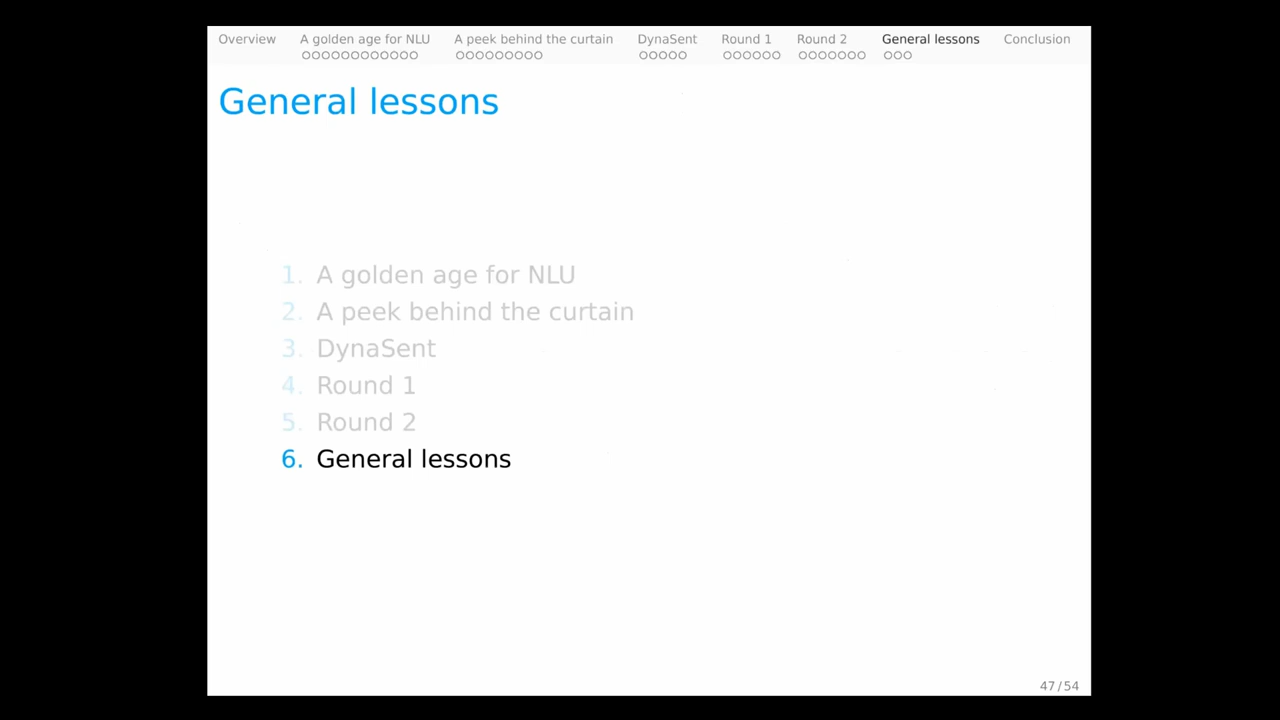 Overview A golden age for NLU A peek behind the curtain DynaSent Round 1 Round 2 General lessons Conclusion
General lessons
1. A golden age for NLU
2. A peek behind the curtain
3. DynaSent
4. Round 1
5. Round 2
6. General lessons
47 / 54